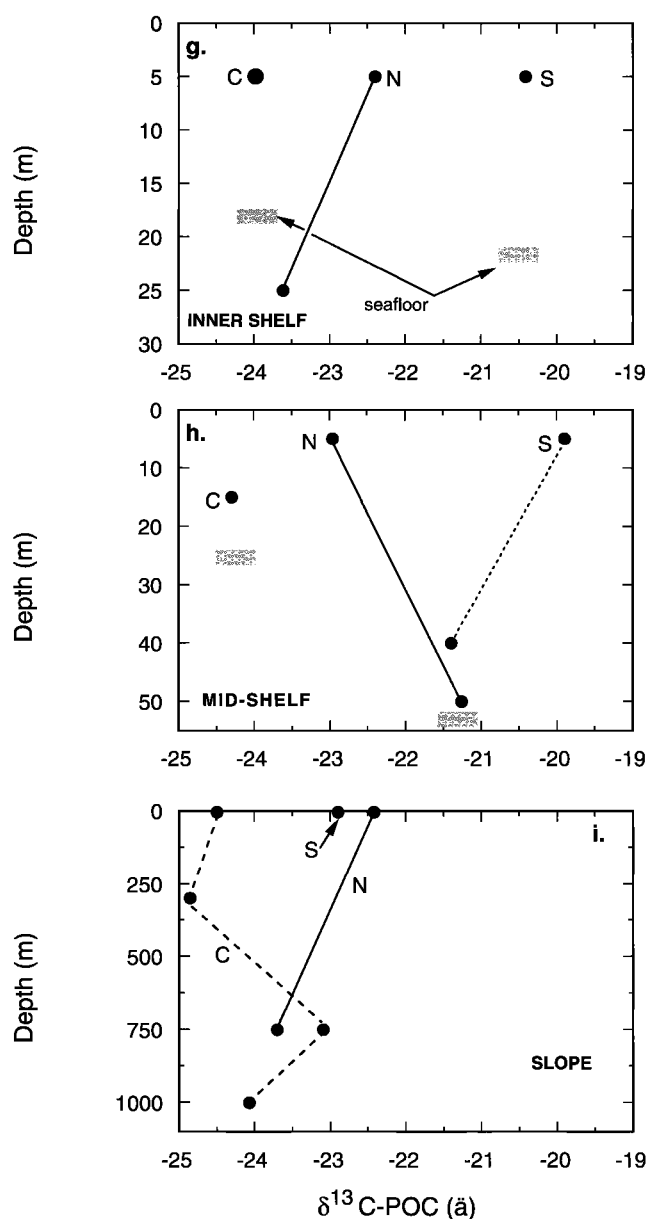 0
g.
5
C
N
S
10
15
20
25
seafloor
INNER SHELF
30
-25 -24 -23 -22 -21 -20 -19
Depth (m)
0
h.
N
S
10
C
20
30
40
50
MID-SHELF
-25 -24 -23 -22 -21 -20 -19
Depth (m)
0
S
i.
N
250
C
500
750
SLOPE
1000
-25 -24 -23 -22 -21 -20 -19
Depth (m)
δ13 C-POC (ä)